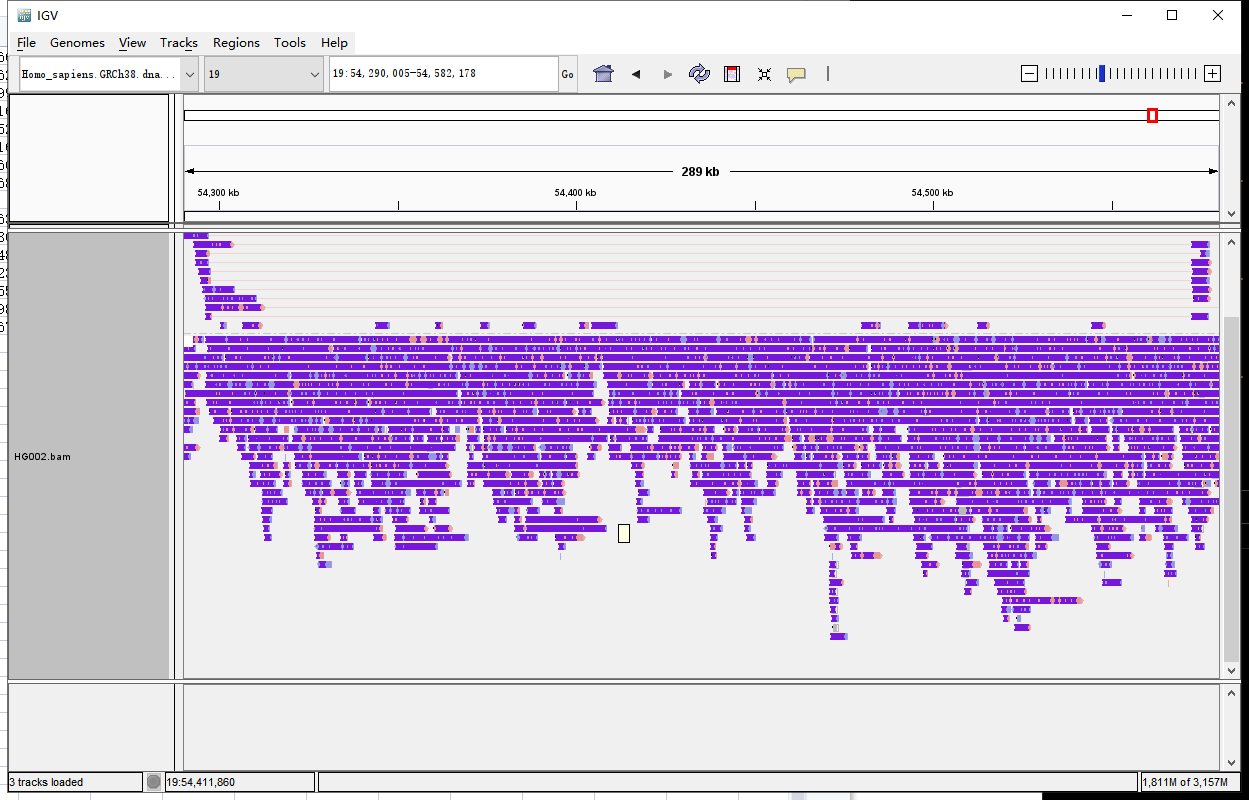 IGV
File Genomes View Tracks Regions Tools Help
Homo_sapiens.GRCh38.dna... 19 19:54,290,005-54,582,178 Go
289 kb
54,300 kb 54,400 kb 54,500 kb
HG002.bam
3 tracks loaded 19:54,411,860 1,811M of 3,157M